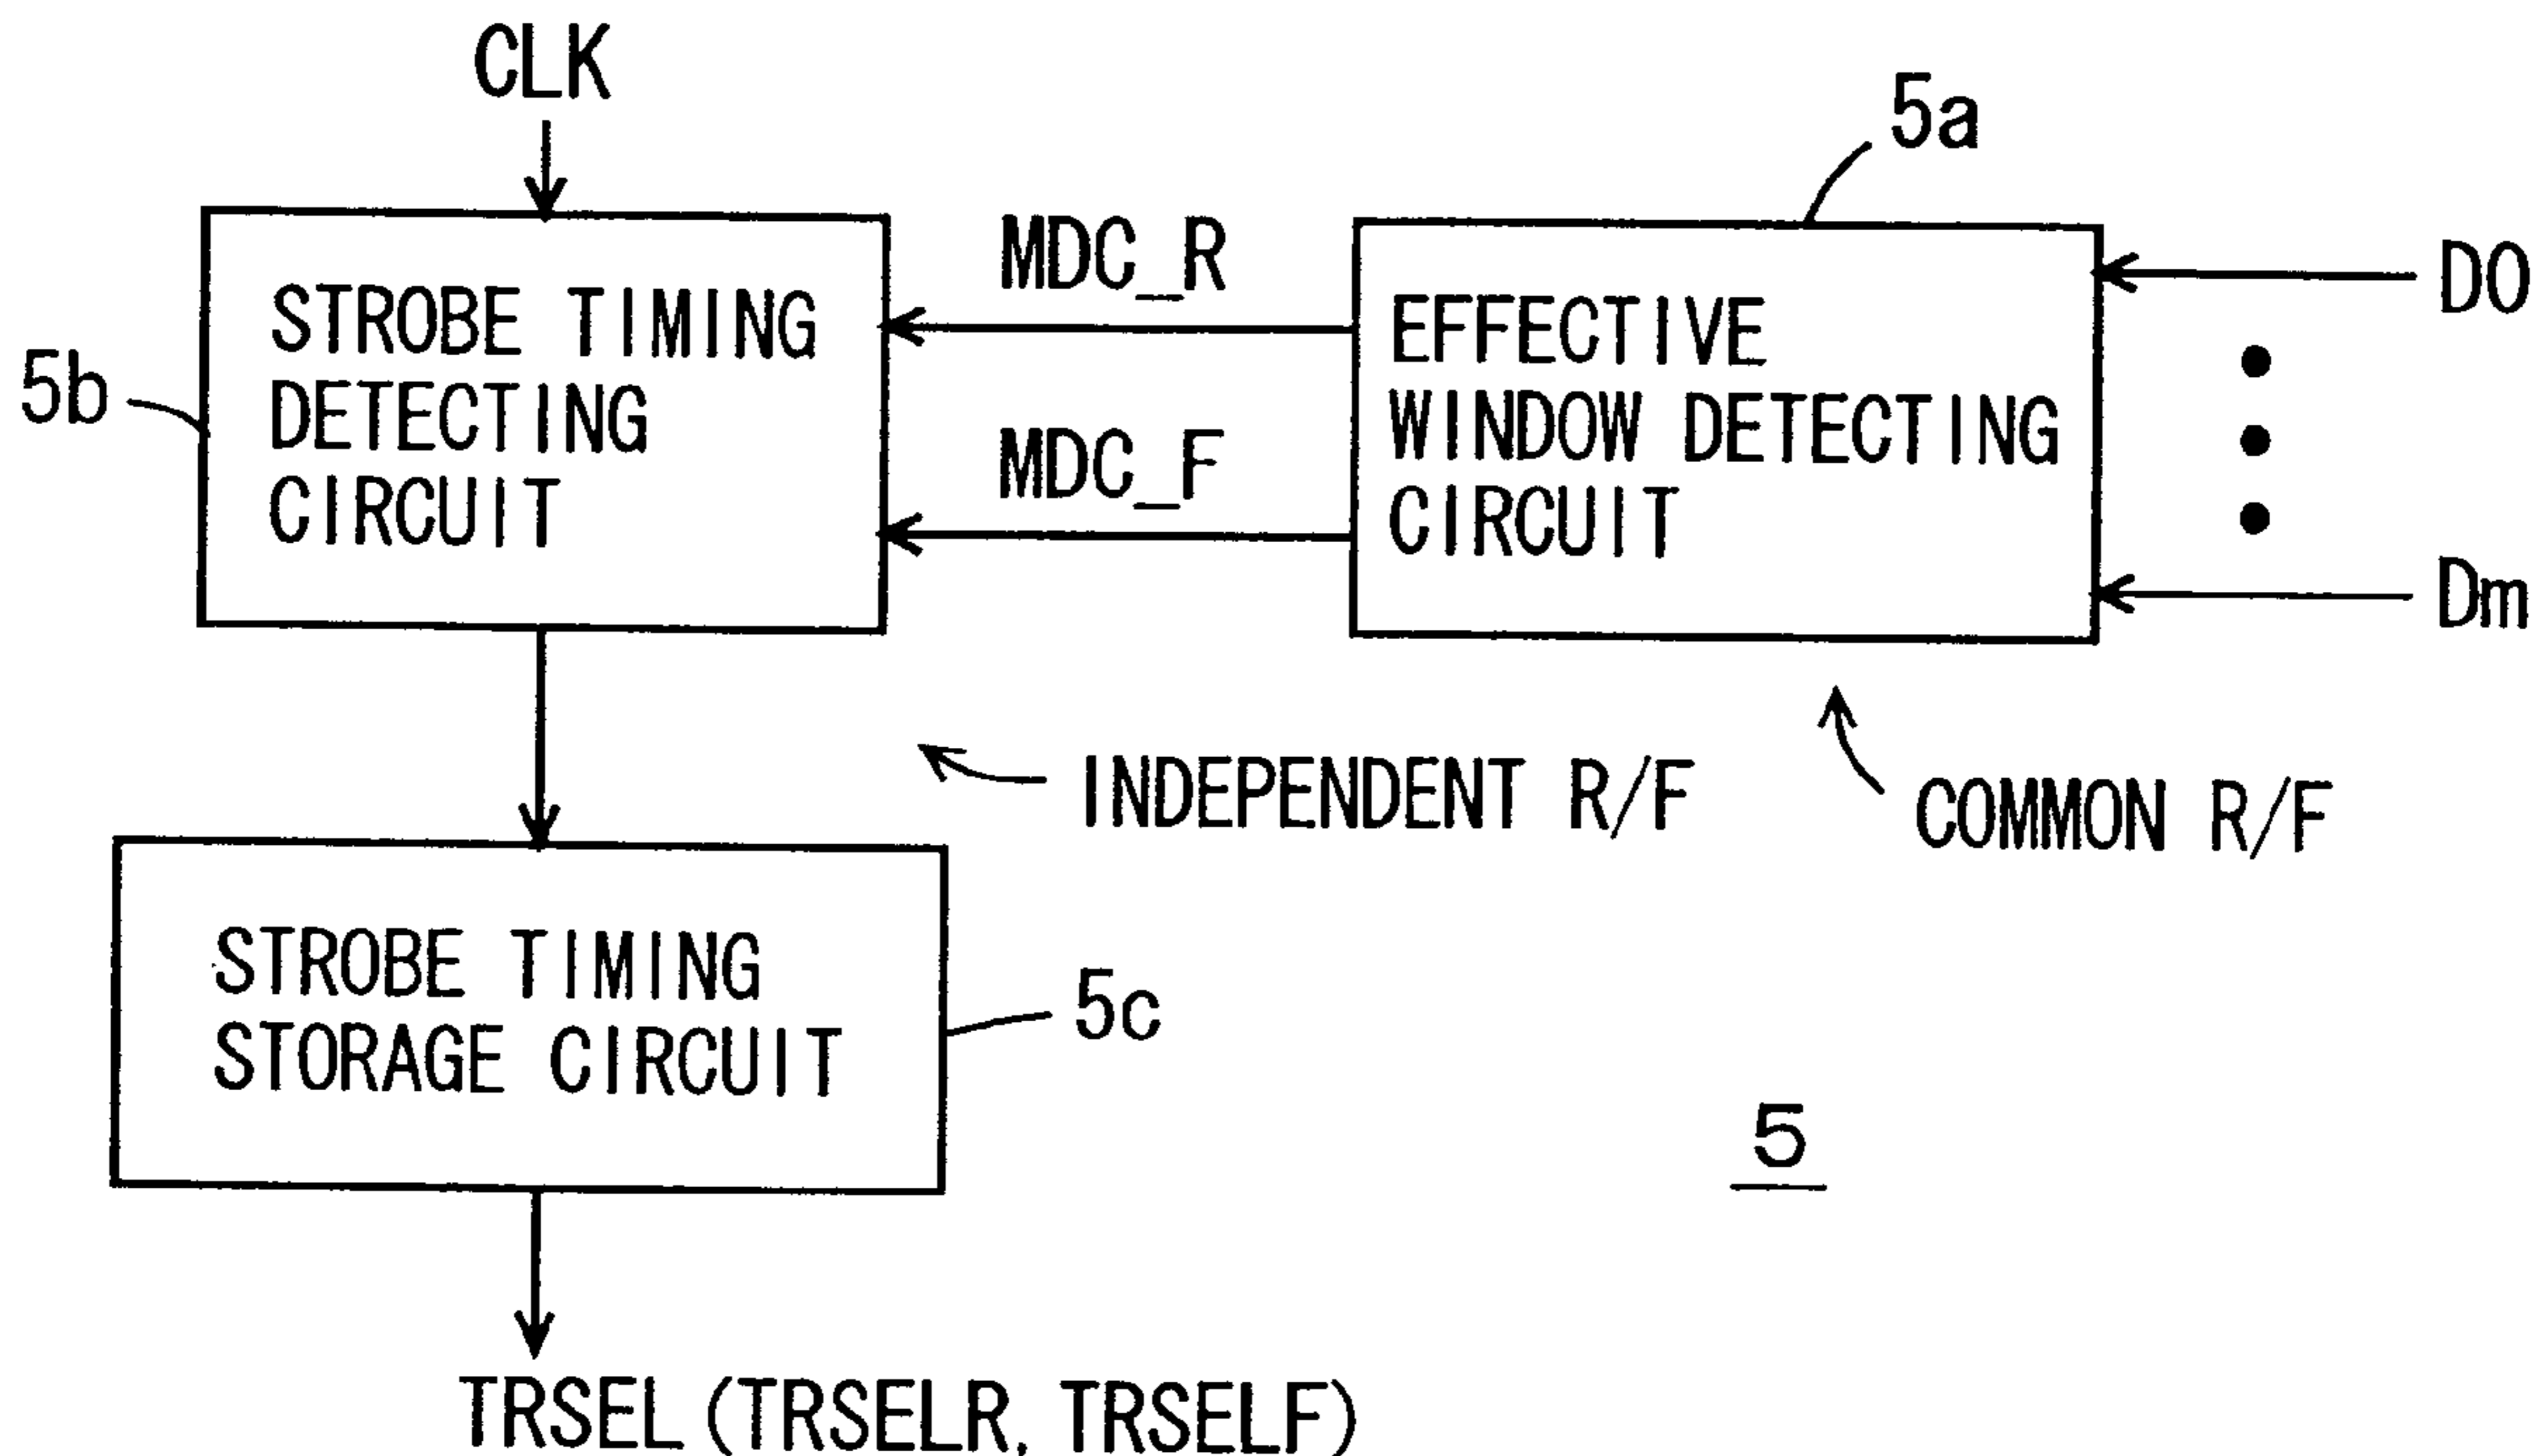 CLK
5a
5b
STROBE TIMING
DETECTING
CIRCUIT
MDC_R
MDC_F
EFFECTIVE
WINDOW DETECTING
CIRCUIT
D0
Dm
INDEPENDENT R/F
COMMON R/F
STROBE TIMING
STORAGE CIRCUIT
5c
5
TRSEL (TRSELR, TRSELF)